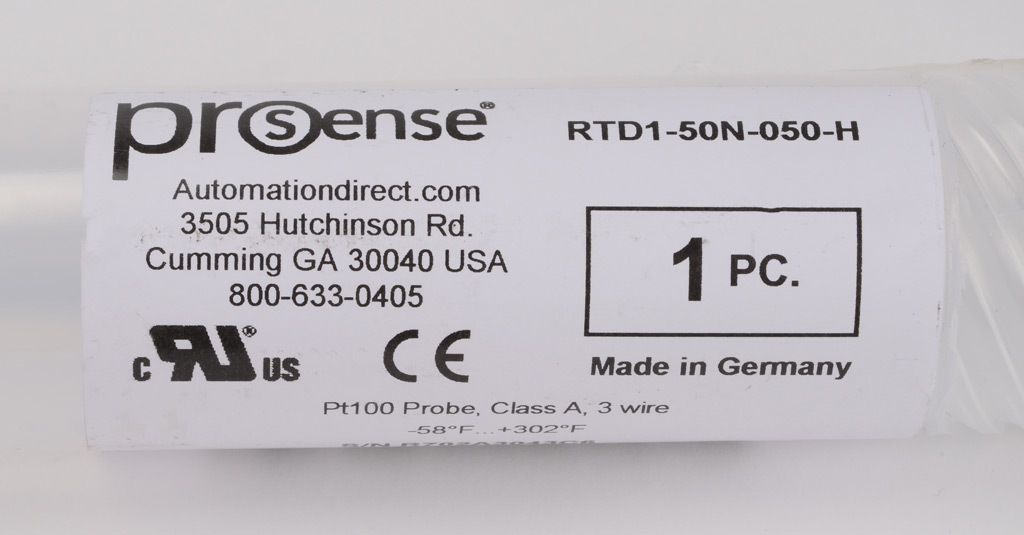 prosense®
RTD1-50N-050-H
Automationdirect.com
3505 Hutchinson Rd.
Cumming GA 30040 USA
800-633-0405
1 PC.
c RU® US CE
Made in Germany
Pt100 Probe, Class A, 3 wire
-58°F...+302°F
S/N